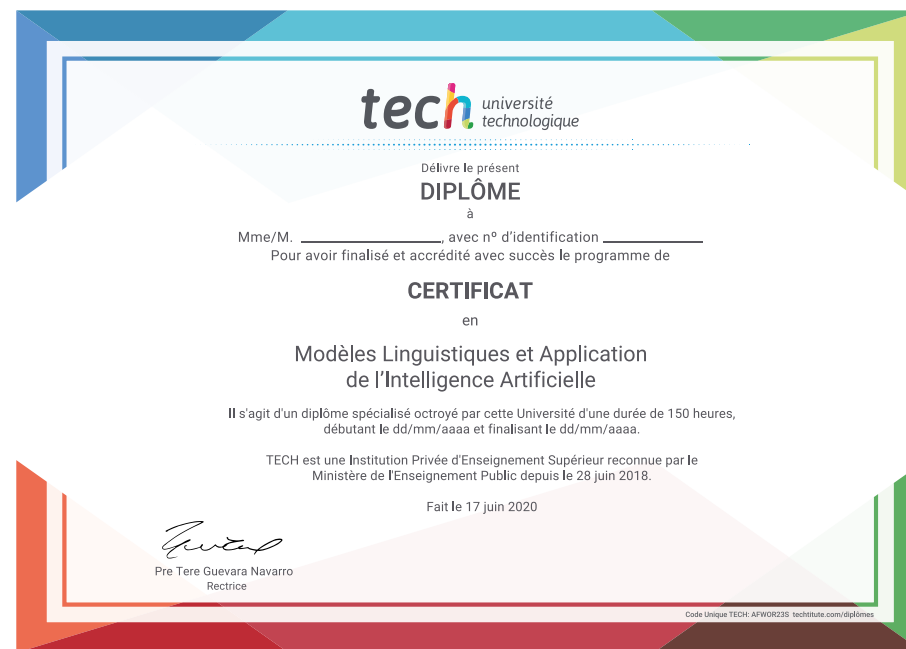 tech université
technologique
Délivre le présent
DIPLÔME
à
Mme/M. ____________________, avec nº d'identification ______________
Pour avoir finalisé et accrédité avec succès le programme de
CERTIFICAT
en
Modèles Linguistiques et Application
de l'Intelligence Artificielle
Il s'agit d'un diplôme spécialisé octroyé par cette Université d'une durée de 150 heures,
débutant le dd/mm/aaaa et finalisant le dd/mm/aaaa.
TECH est une Institution Privée d'Enseignement Supérieur reconnue par le
Ministère de l'Enseignement Public depuis le 28 juin 2018.
Fait le 17 juin 2020
Pre Tere Guevara Navarro
Rectrice
Code Unique TECH: AFWOR23S techtitute.com/diplômes